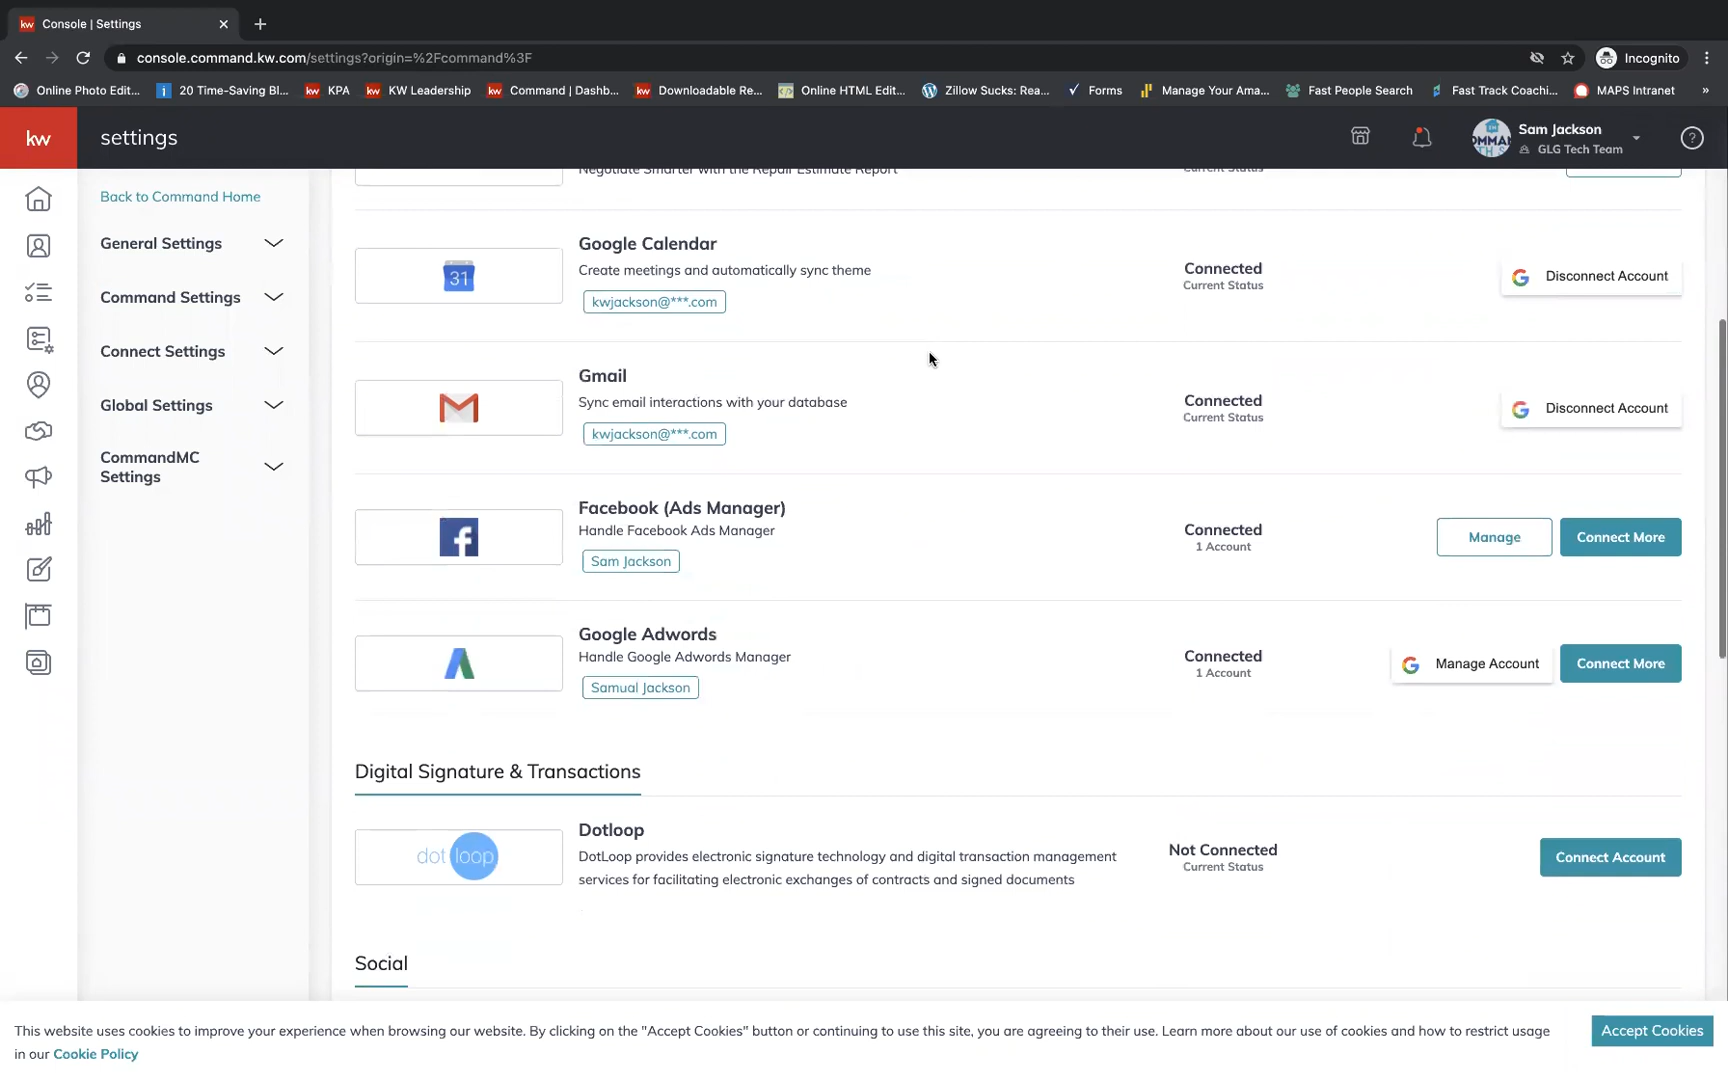 kw Console | Settings
console.command.kw.com/settings?origin=%2Fcommand%3F
Incognito
Online Photo Edit...
20 Time-Saving Bl...
kw KPA
kw KW Leadership
kw Command | Dashb...
kw Downloadable Re...
Online HTML Edit...
Zillow Sucks: Rea...
Forms
Manage Your Ama...
Fast People Search
Fast Track Coachi...
MAPS Intranet
»
kw
settings
Sam Jackson
GLG Tech Team
?
Back to Command Home
General Settings
Command Settings
Connect Settings
Global Settings
CommandMC
Settings
Negotiate Smarter with the Repair Estimate Report
Current Status
31
Google Calendar
Create meetings and automatically sync theme
kwjackson@***.com
Connected
Current Status
Disconnect Account
Gmail
Sync email interactions with your database
kwjackson@***.com
Connected
Current Status
Disconnect Account
Facebook (Ads Manager)
Handle Facebook Ads Manager
Sam Jackson
Connected
1 Account
Manage
Connect More
Google Adwords
Handle Google Adwords Manager
Samual Jackson
Connected
1 Account
Manage Account
Connect More
Digital Signature & Transactions
dot loop
Dotloop
DotLoop provides electronic signature technology and digital transaction management
services for facilitating electronic exchanges of contracts and signed documents
Not Connected
Current Status
Connect Account
Social
This website uses cookies to improve your experience when browsing our website. By clicking on the "Accept Cookies" button or continuing to use this site, you are agreeing to their use. Learn more about our use of cookies and how to restrict usage
in our Cookie Policy
Accept Cookies